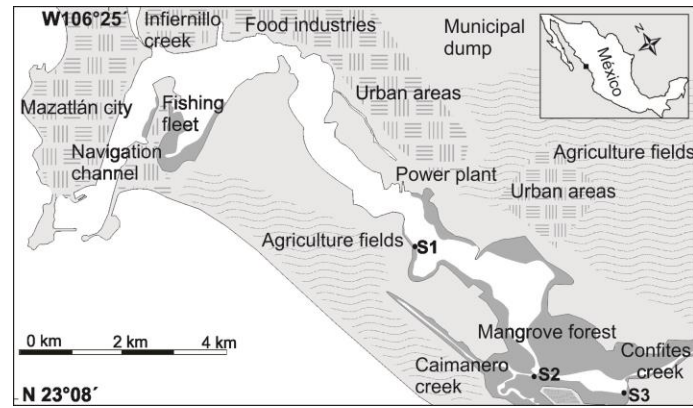 W106°25´
Infiernillo
creek
Food industries
Municipal
dump
N
México
Mazatlán city
Fishing
fleet
Urban areas
Navigation
channel
Agriculture fields
Power plant
Urban areas
Agriculture fields
S1
0 km 2 km 4 km
Mangrove forest
Confites
creek
Caimanero
creek
S2
S3
N 23°08´